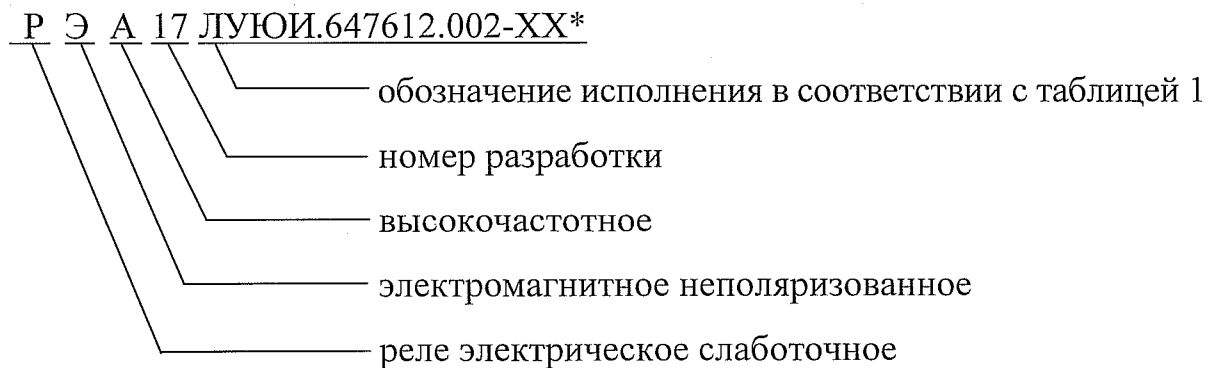 Р Э А 17 ЛУЮИ.647612.002-ХХ*
обозначение исполнения в соответствии с таблицей 1
номер разработки
высокочастотное
электромагнитное неполяризованное
реле электрическое слаботочное